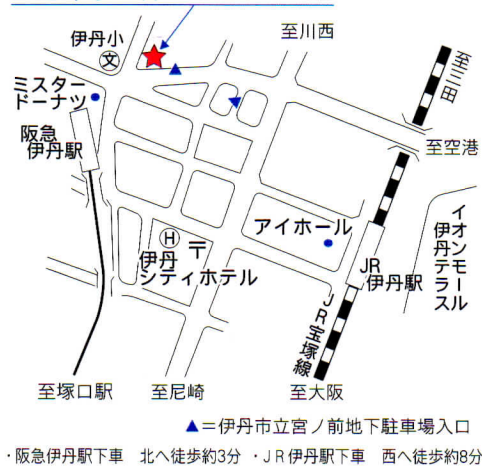 伊丹小
文
至川西
至三田
ミスター
ドーナツ
阪急
伊丹駅
至空港
アイホール
イオンモール
伊丹テラス
H
〒
伊丹
シティホテル
JR
伊丹駅
JR宝塚線
至塚口駅
至尼崎
至大阪
▲=伊丹市立宮ノ前地下駐車場入口
・阪急伊丹駅下車 北へ徒歩約3分 ・JR伊丹駅下車 西へ徒歩約8分